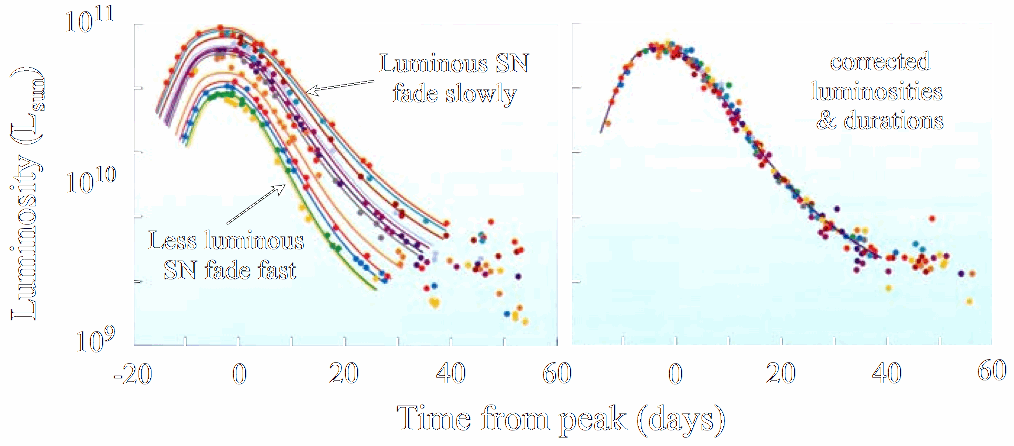 10¹¹
10¹⁰
10⁹
Luminosity (L_sun)
Luminous SN
fade slowly
Less luminous
SN fade fast
corrected
luminosities
& durations
-20 0 20 40 60 0 20 40 60
Time from peak (days)